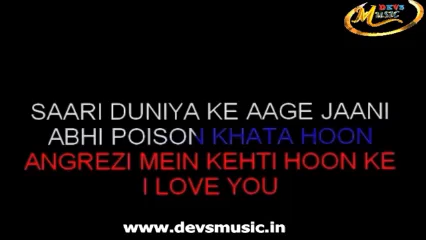 DEVS
MUSIC
SAARI DUNIYA KE AAGE JAANI
ABHI POISON KHATA HOON
ANGREZI MEIN KEHTI HOON KE
I LOVE YOU
www.devsmusic.in